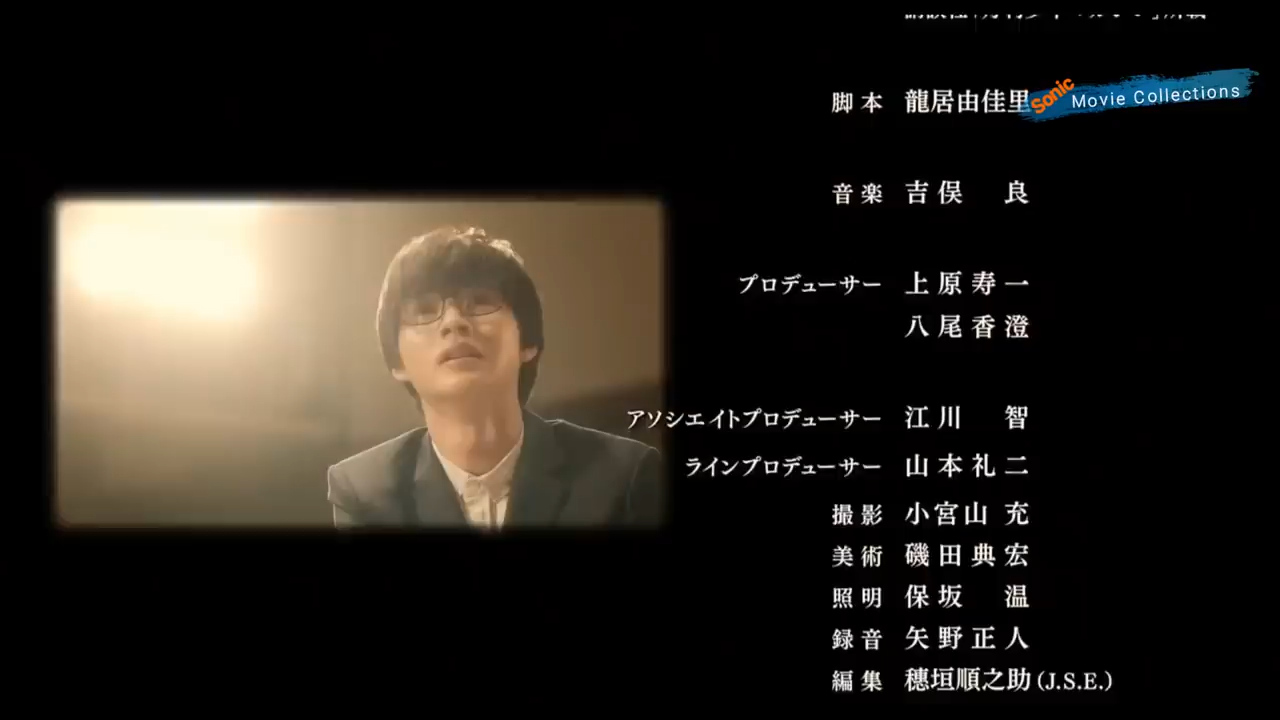 脚本 龍居由佳里
Sonic
Movie Collections
音楽 吉俣 良
プロデューサー 上原寿一
八尾香澄
アソシエイトプロデューサー 江川 智
ラインプロデューサー 山本礼二
撮影 小宮山 充
美術 磯田典宏
照明 保坂 温
録音 矢野正人
編集 穗垣順之助(J.S.E.)